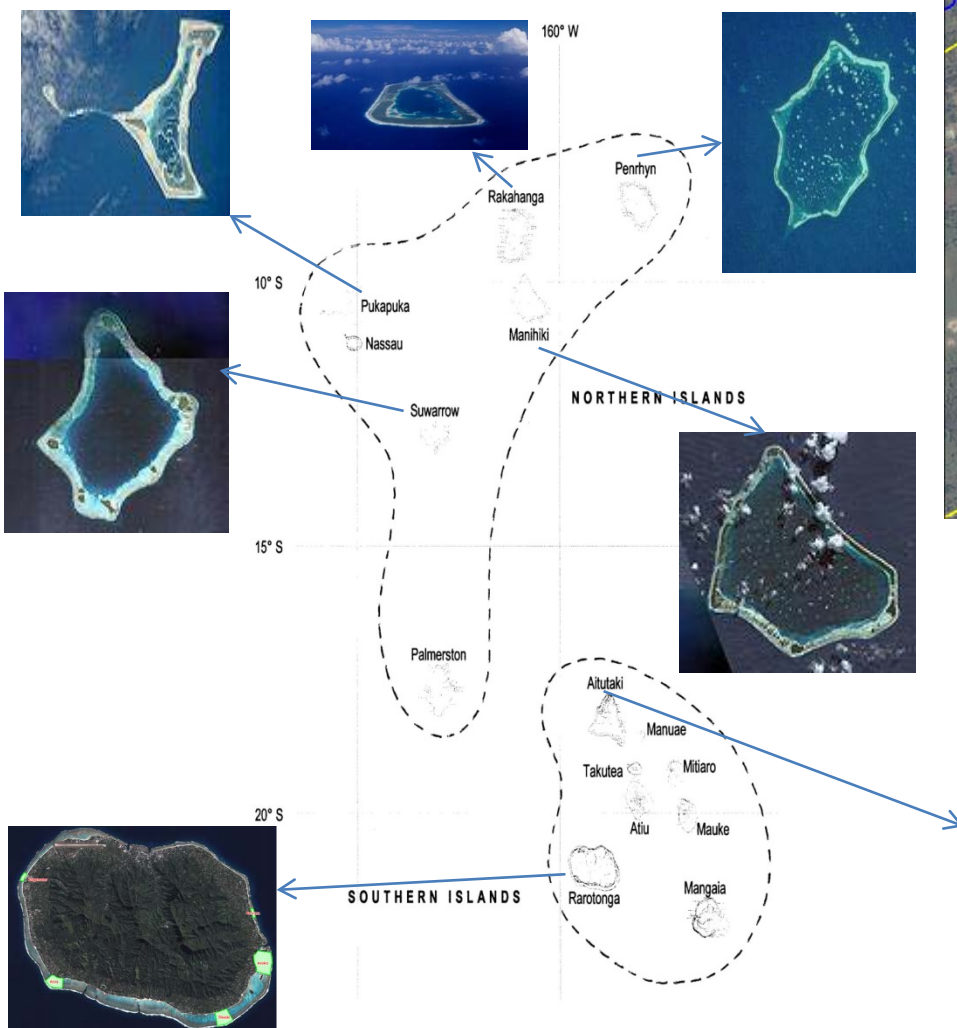 160° W
Penrhyn
Rakahanga
10° S
Pukapuka
Nassau
Manihiki
NORTHERN ISLANDS
Suwarrow
15° S
Palmerston
Aitutaki
Manuae
Takutea
Mitiaro
20° S
Atiu
Mauke
SOUTHERN ISLANDS
Rarotonga
Mangaia